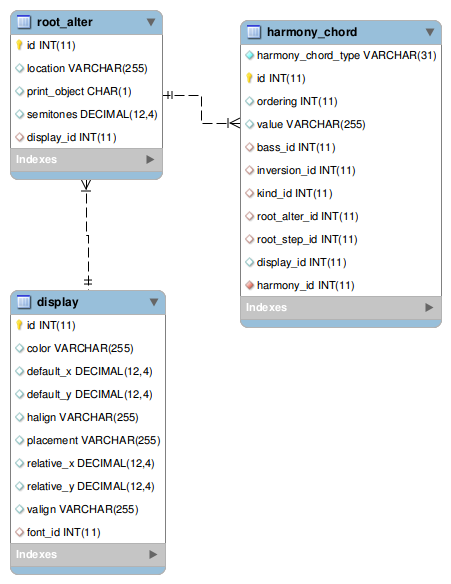 root_alter
id INT(11)
location VARCHAR(255)
print_object CHAR(1)
semitones DECIMAL(12,4)
display_id INT(11)
Indexes
harmony_chord
harmony_chord_type VARCHAR(31)
id INT(11)
ordering INT(11)
value VARCHAR(255)
bass_id INT(11)
inversion_id INT(11)
kind_id INT(11)
root_alter_id INT(11)
root_step_id INT(11)
display_id INT(11)
harmony_id INT(11)
Indexes
display
id INT(11)
color VARCHAR(255)
default_x DECIMAL(12,4)
default_y DECIMAL(12,4)
halign VARCHAR(255)
placement VARCHAR(255)
relative_x DECIMAL(12,4)
relative_y DECIMAL(12,4)
valign VARCHAR(255)
font_id INT(11)
Indexes